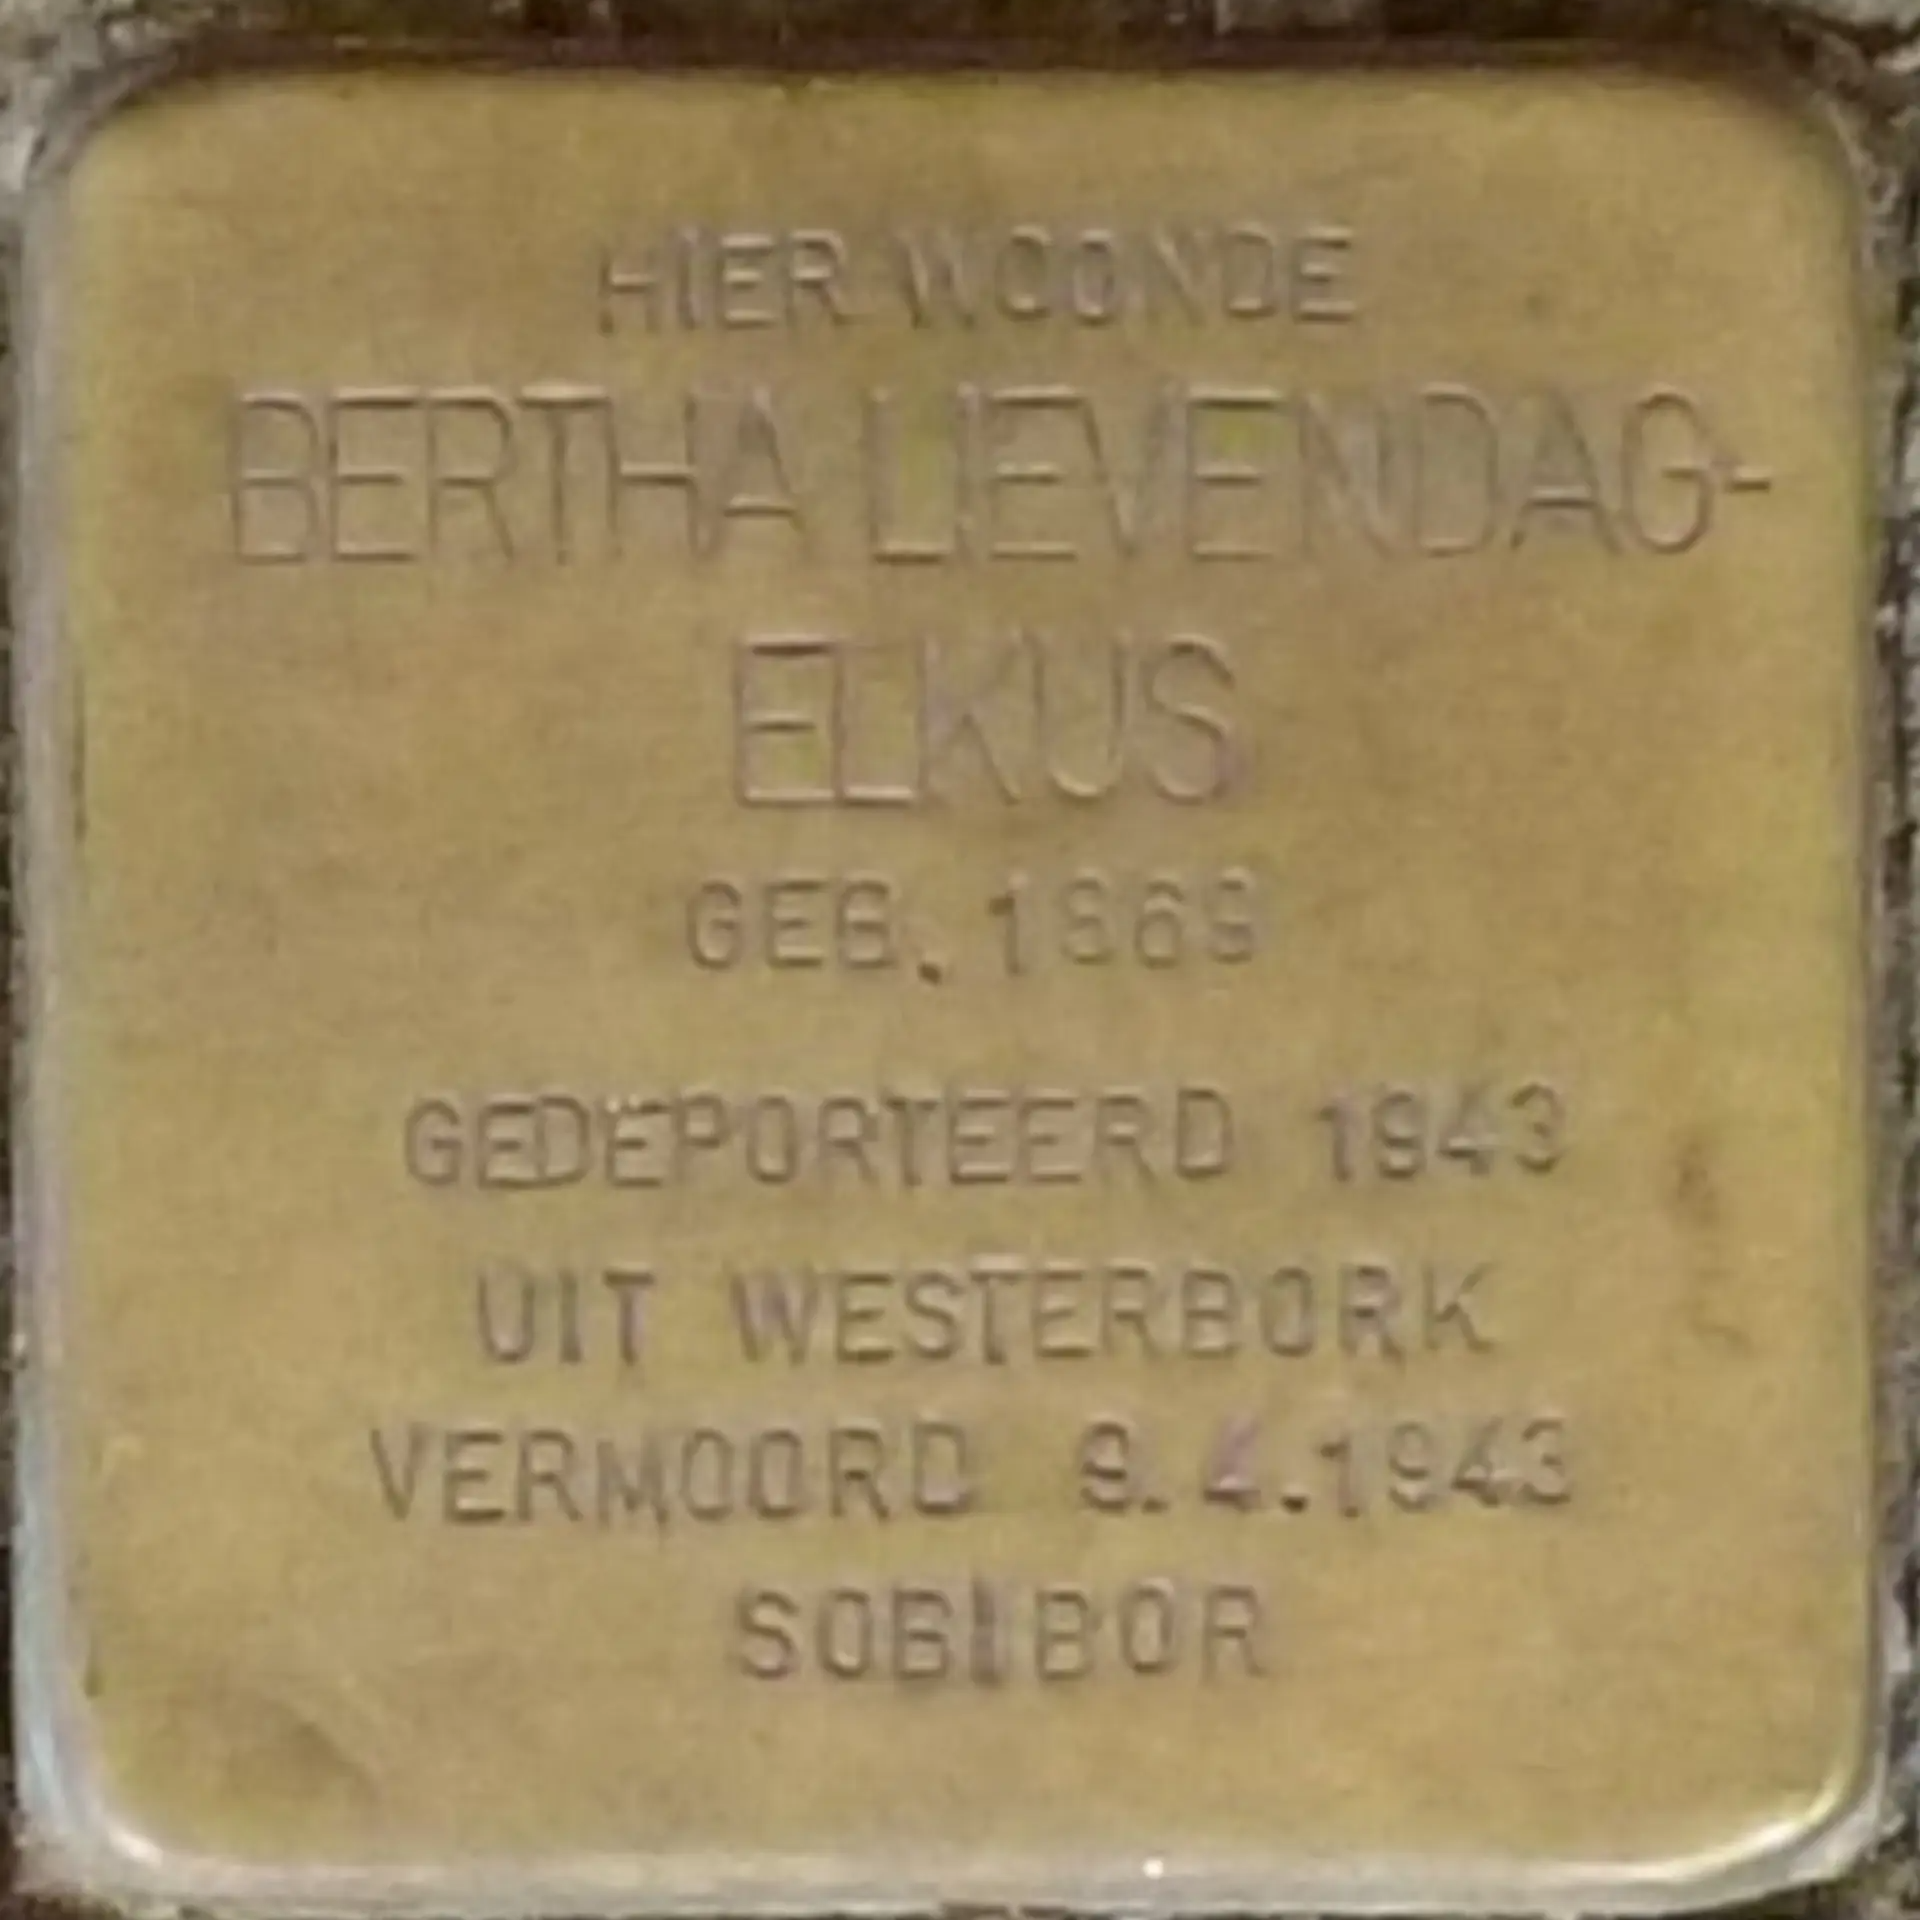 HIER WOONDE
BERTHA LIEVENDAG-
ELKUS
GEB. 1869
GEDEPORTEERD 1943
UIT WESTERBORK
VERMOORD 9.4.1943
SOBIBOR